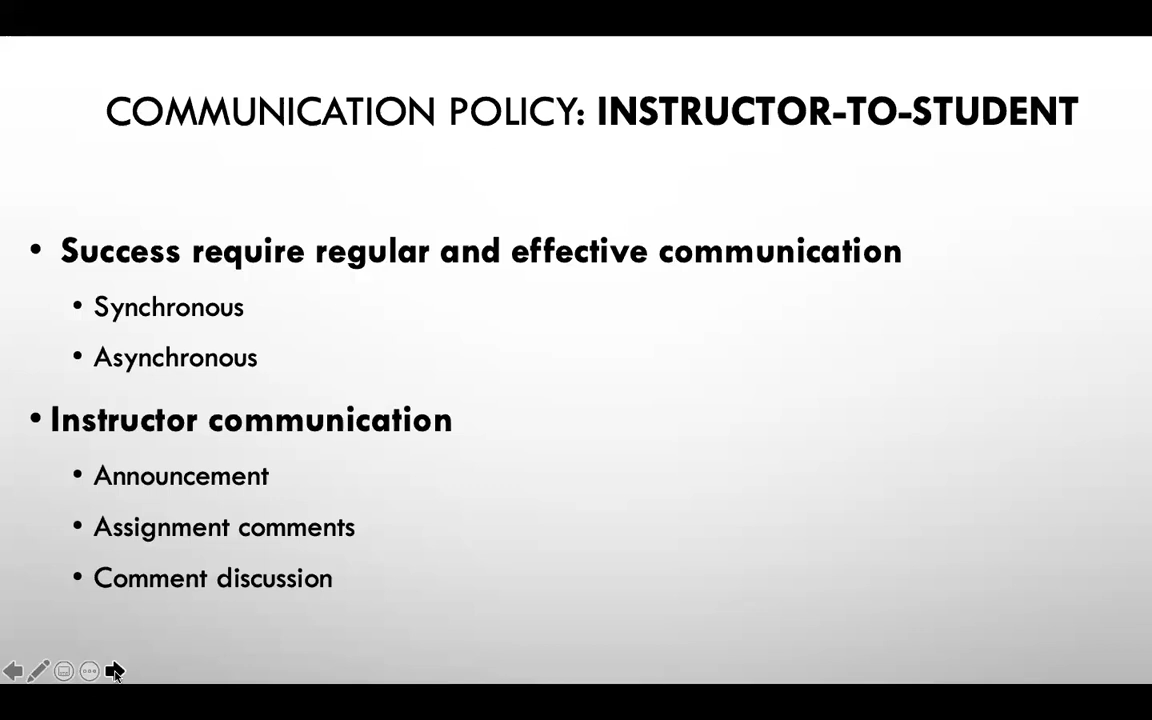 COMMUNICATION POLICY: INSTRUCTOR-TO-STUDENT
• Success require regular and effective communication
• Synchronous
• Asynchronous
• Instructor communication
• Announcement
• Assignment comments
• Comment discussion